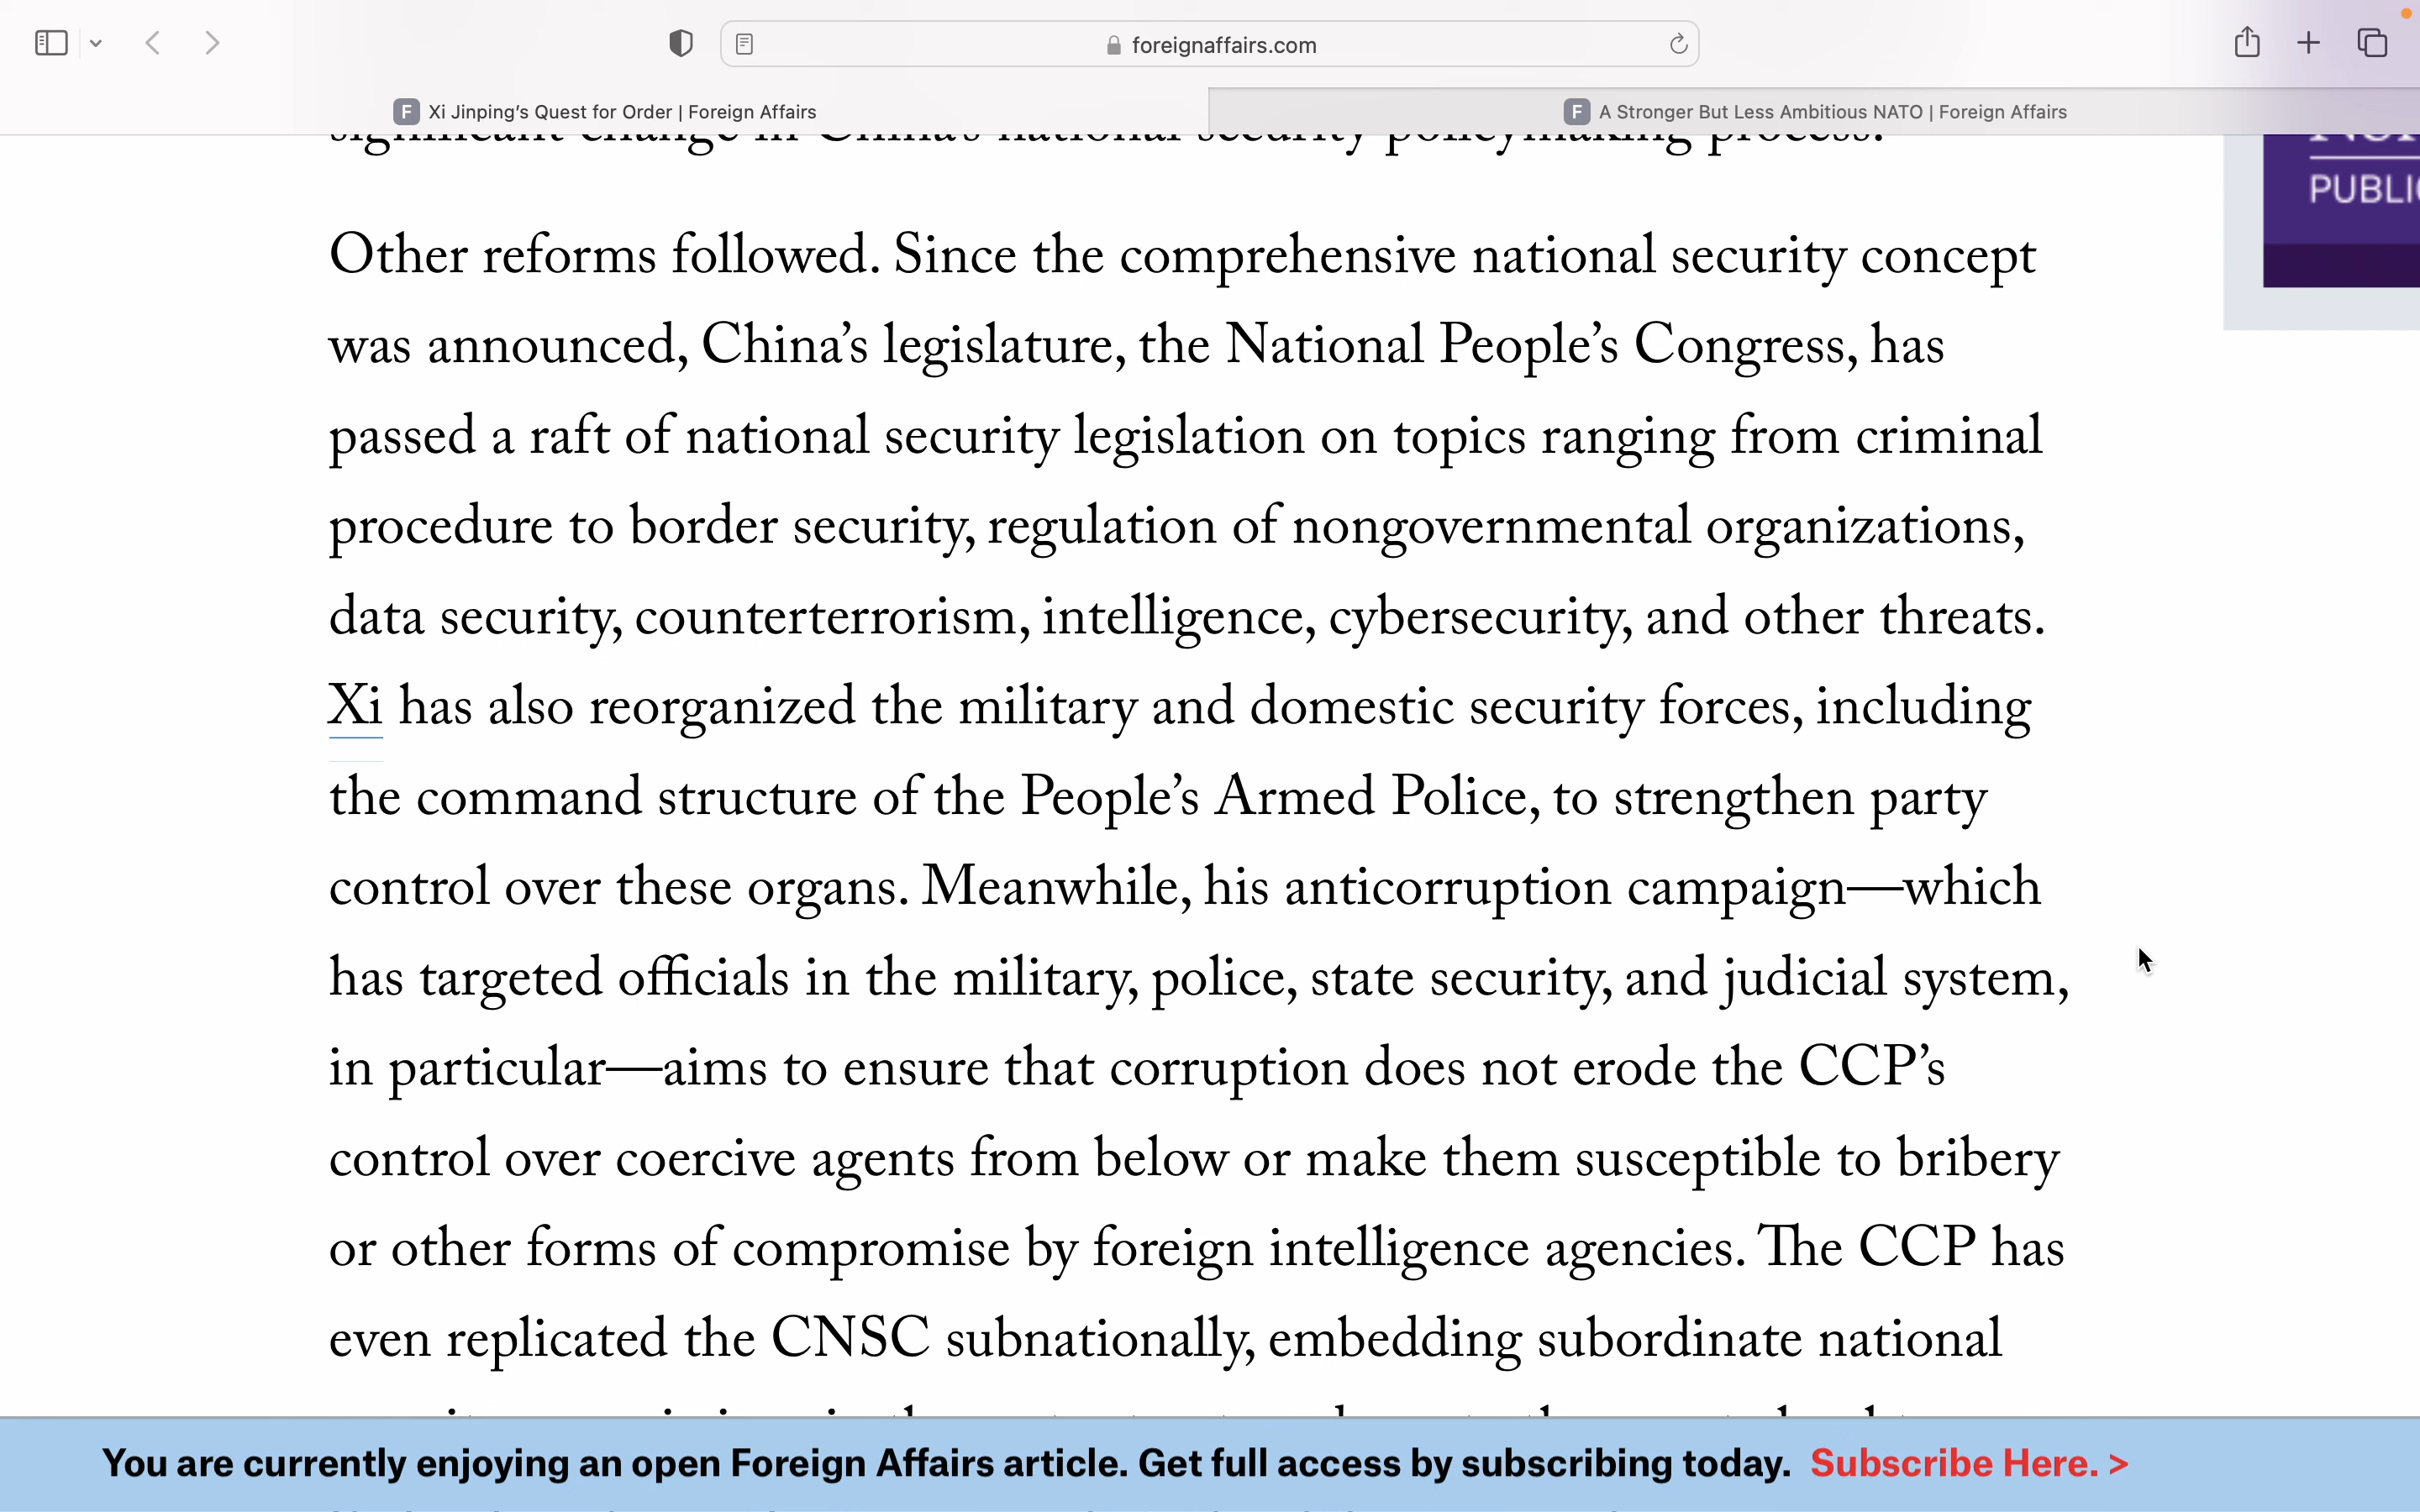 foreignaffairs.com
F Xi Jinping's Quest for Order | Foreign Affairs
F A Stronger But Less Ambitious NATO | Foreign Affairs
significant change in China's national security policymaking process.
PUBLI
Other reforms followed. Since the comprehensive national security concept
was announced, China's legislature, the National People's Congress, has
passed a raft of national security legislation on topics ranging from criminal
procedure to border security, regulation of nongovernmental organizations,
data security, counterterrorism, intelligence, cybersecurity, and other threats.
Xi has also reorganized the military and domestic security forces, including
the command structure of the People's Armed Police, to strengthen party
control over these organs. Meanwhile, his anticorruption campaign—which
has targeted officials in the military, police, state security, and judicial system,
in particular—aims to ensure that corruption does not erode the CCP's
control over coercive agents from below or make them susceptible to bribery
or other forms of compromise by foreign intelligence agencies. The CCP has
even replicated the CNSC subnationally, embedding subordinate national
You are currently enjoying an open Foreign Affairs article. Get full access by subscribing today. Subscribe Here. >